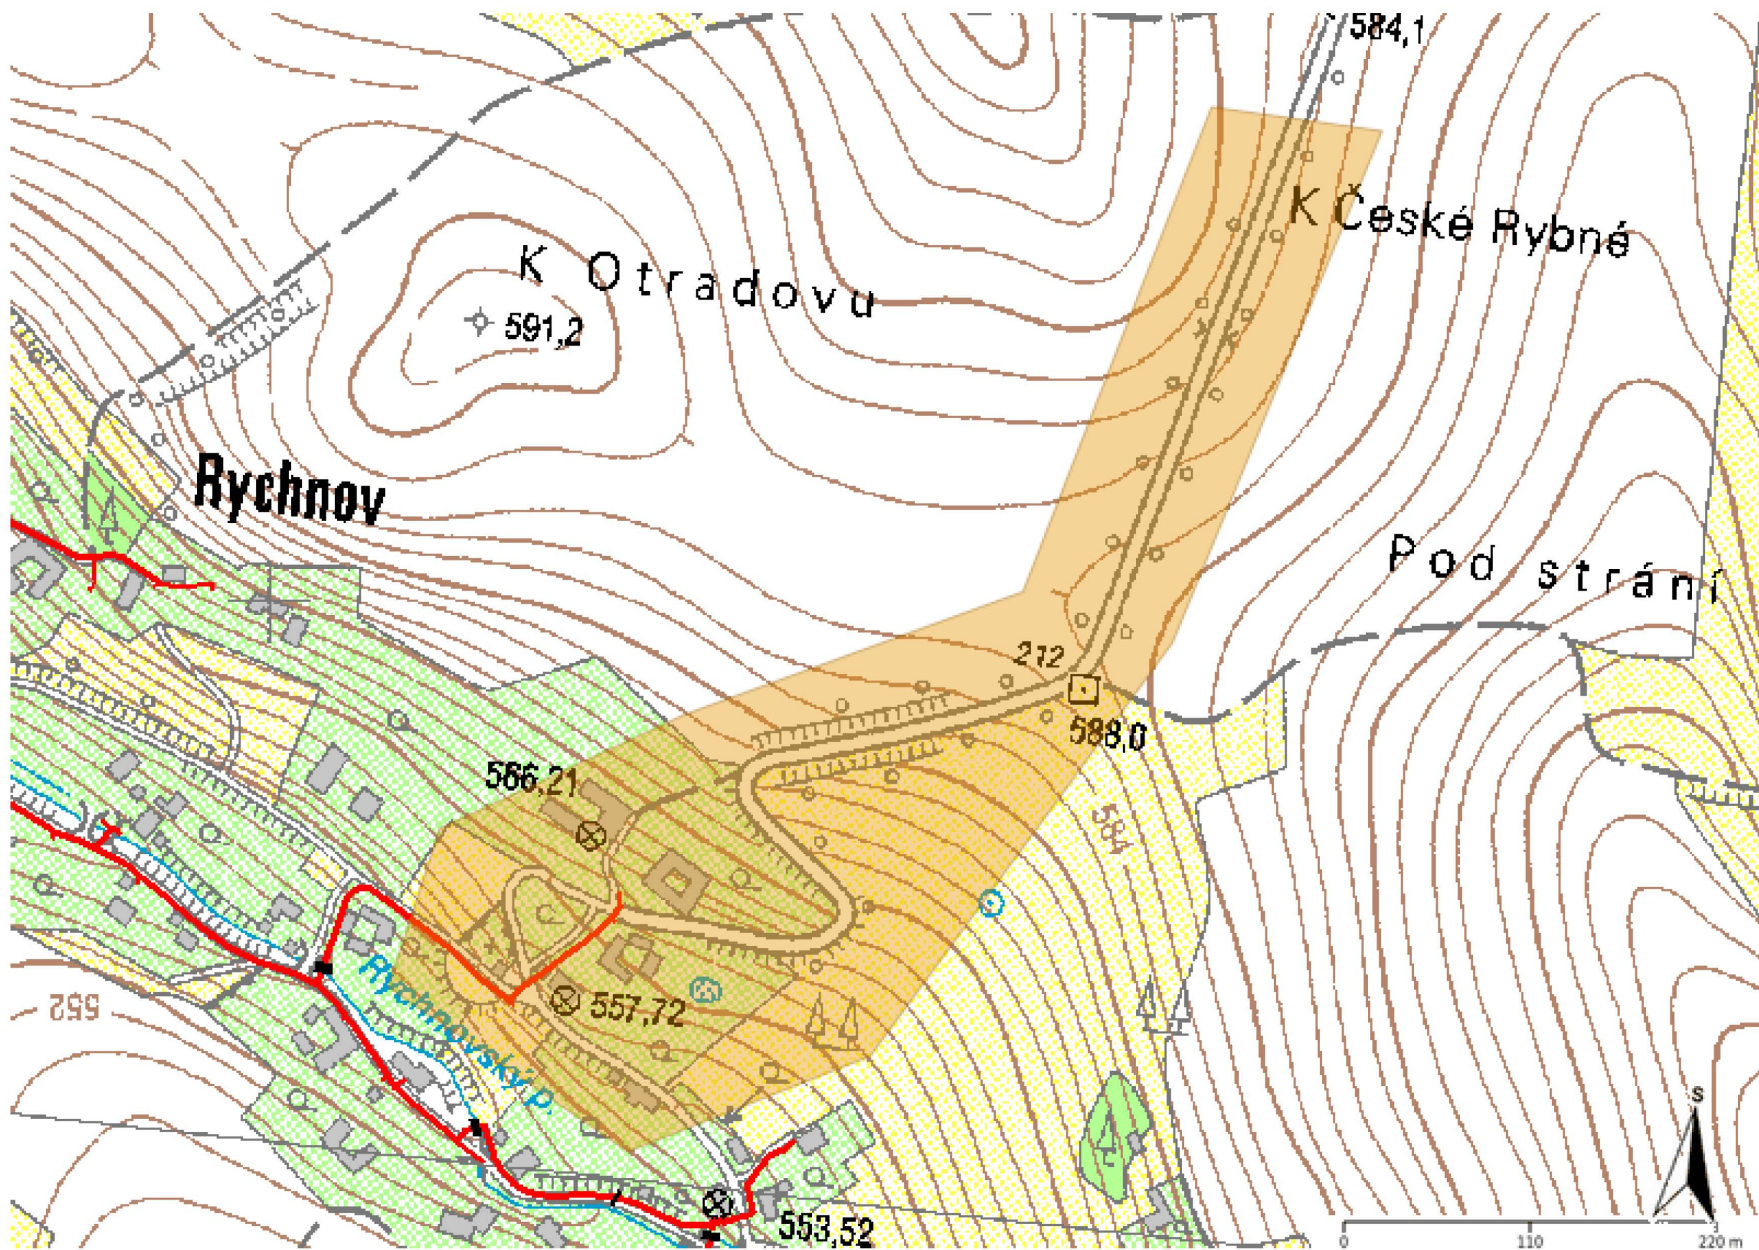 584,1
K České Rybné
K Otradovu
591,2
Rychnov
Pod strání
212
588,0
566,21
584
557,72
Rychnovský p.
552
553,52
S
0
110
220 m